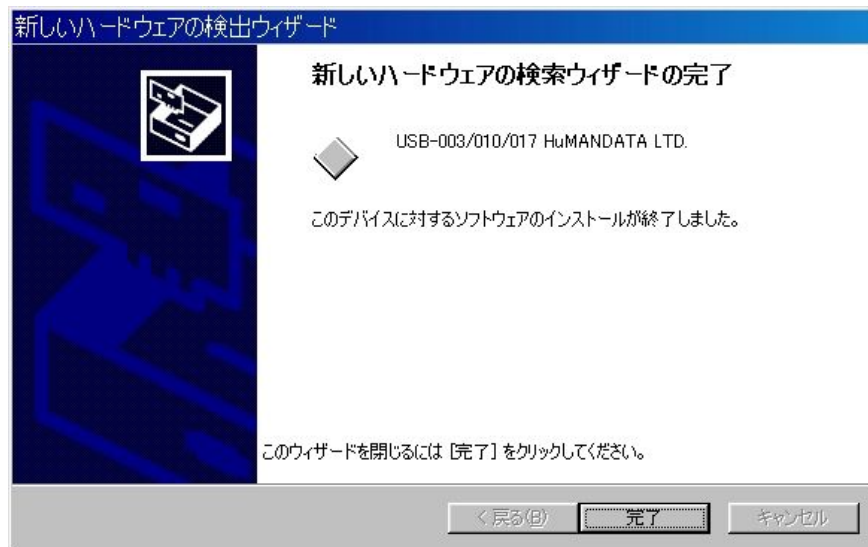 新しいハードウェアの検出ウィザード
新しいハードウェアの検索ウィザードの完了
USB-003/010/017 HuMANDATA LTD.
このデバイスに対するソフトウェアのインストールが終了しました。
このウィザードを閉じるには [完了] をクリックしてください。
< 戻る(B)
完了
キャンセル